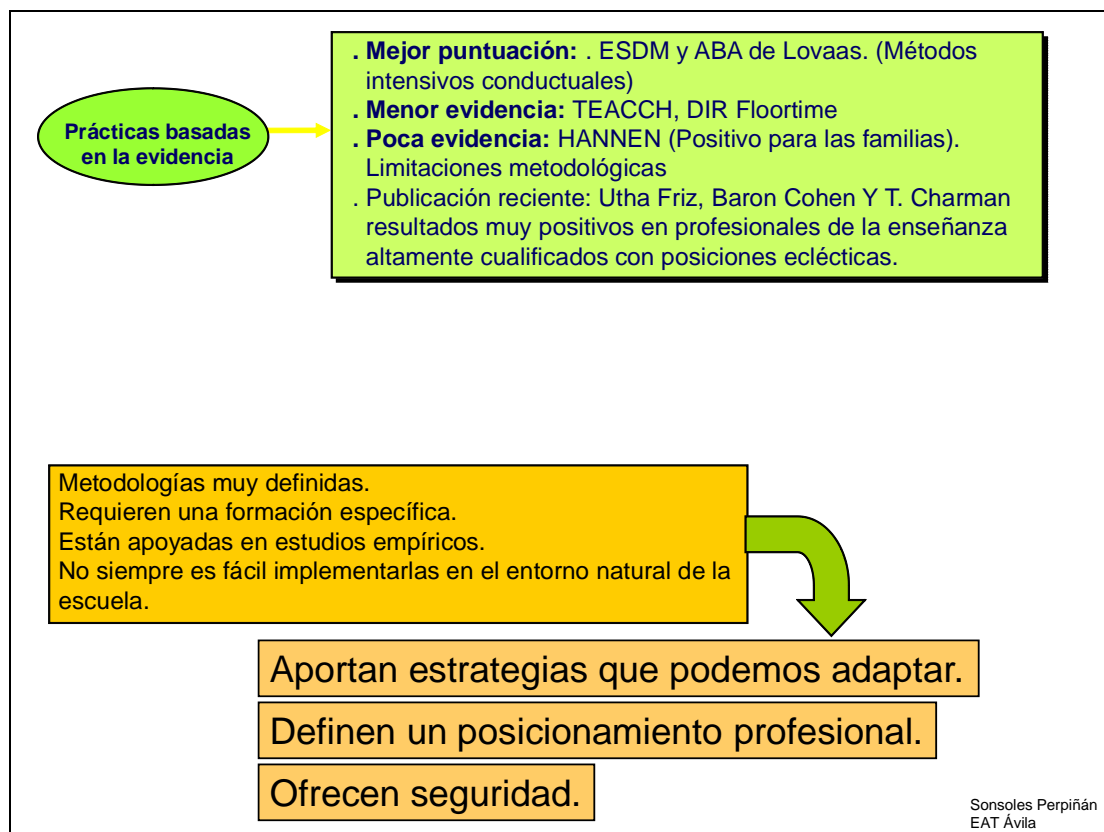 Prácticas basadas
en la evidencia
. Mejor puntuación: . ESDM y ABA de Lovaas. (Métodos
intensivos conductuales)
. Menor evidencia: TEACCH, DIR Floortime
. Poca evidencia: HANNEN (Positivo para las familias).
Limitaciones metodológicas
. Publicación reciente: Utha Friz, Baron Cohen Y T. Charman
resultados muy positivos en profesionales de la enseñanza
altamente cualificados con posiciones eclécticas.
Metodologías muy definidas.
Requieren una formación específica.
Están apoyadas en estudios empíricos.
No siempre es fácil implementarlas en el entorno natural de la
escuela.
Aportan estrategias que podemos adaptar.
Definen un posicionamiento profesional.
Ofrecen seguridad.
Sonsoles Perpiñán
EAT Ávila